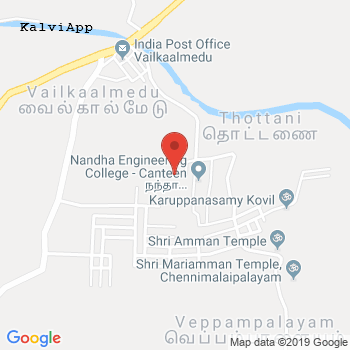 KalviApp
India Post Office
Vailkaalmedu
Vailkaalmedu
வைல்கால்மேடு
Thottani
தொட்டனை
Nandha Engineering
College - Canteen
நந்தா...
Karuppanasamy Kovil
Shri Amman Temple
Shri Mariamman Temple,
Chennimalaipalayam
Veppampalayam
Google
Map data ©2019 Google